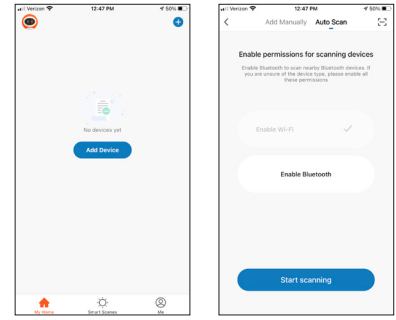 Verizon 12:47 PM 50%
No devices yet
Add Device
My Home Smart Scenes Me
Verizon 12:47 PM 50%
Add Manually Auto Scan
Enable permissions for scanning devices
Enable Bluetooth to scan nearby Bluetooth devices. If
you are unsure of the device type, please enable all
these permissions
Enable Wi-Fi
Enable Bluetooth
Start scanning